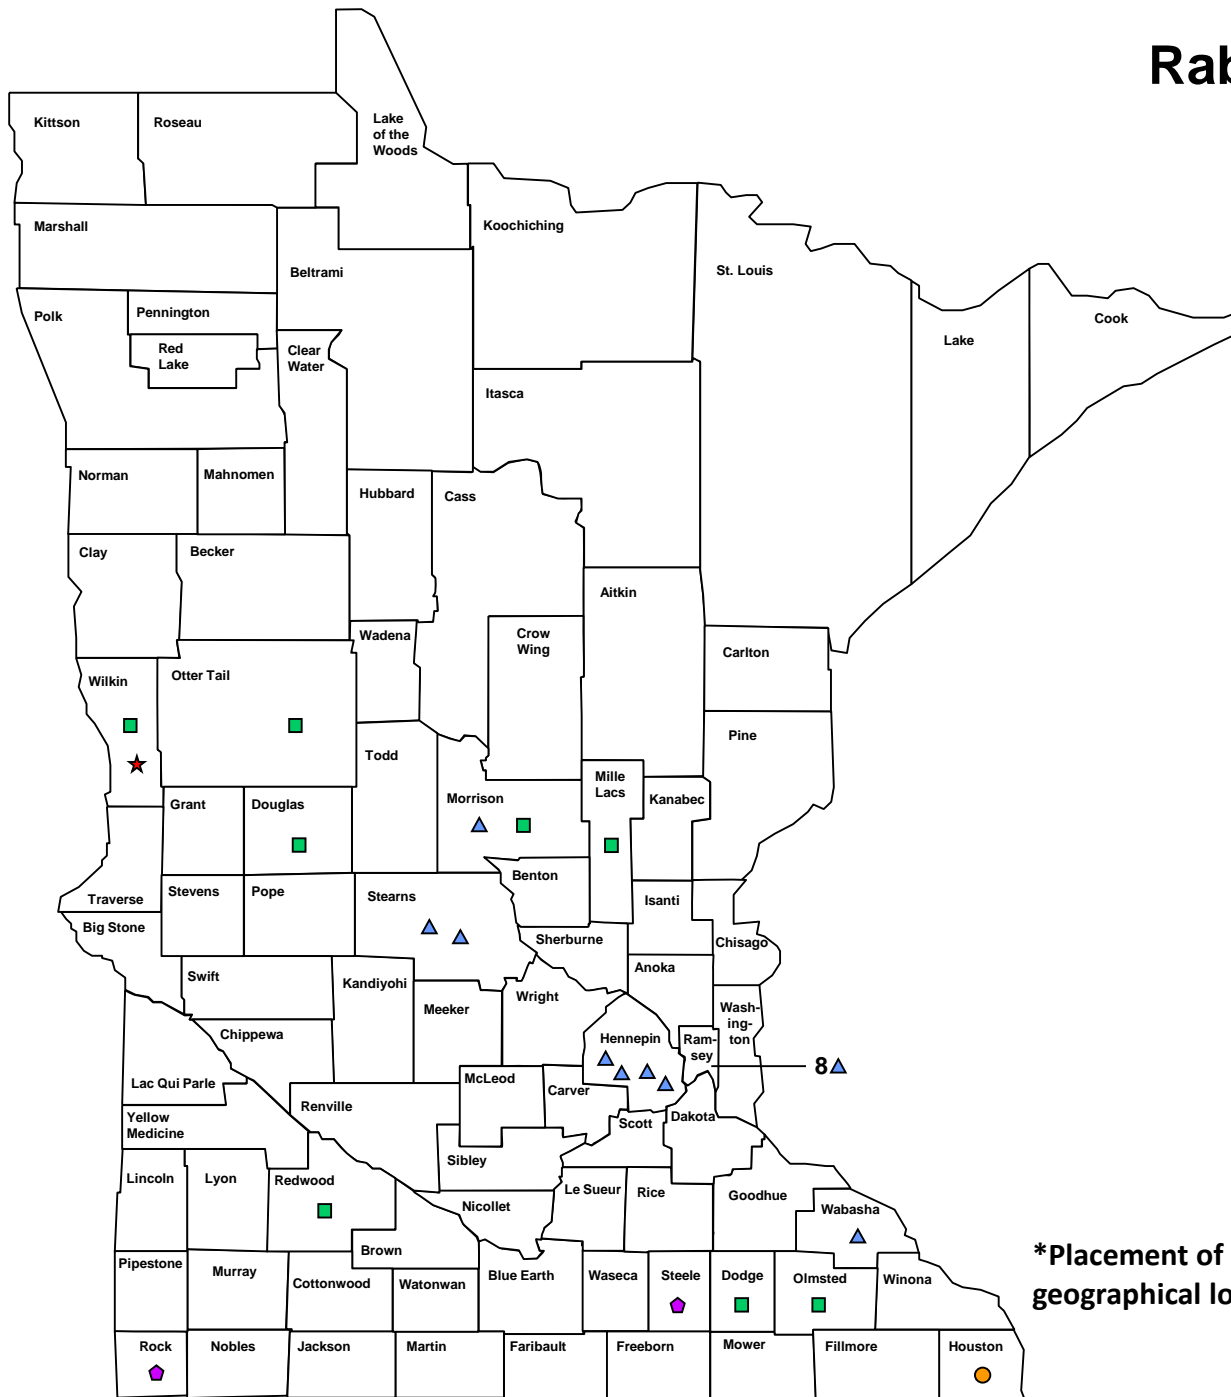 Rab
Kittson
Roseau
Lake
of the
Woods
Marshall
Koochiching
Beltrami
St. Louis
Polk
Pennington
Cook
Red
Lake
Clear
Water
Lake
Itasca
Norman
Mahnomen
Hubbard
Cass
Clay
Becker
Aitkin
Wadena
Crow
Wing
Carlton
Wilkin
Otter Tail
Todd
Pine
Mille
Lacs
Grant
Douglas
Morrison
Kanabec
Benton
Traverse
Stevens
Pope
Stearns
Isanti
Big Stone
Sherburne
Chisago
Swift
Kandiyohi
Anoka
Meeker
Wright
Wash-
ing-
ton
Chippewa
Hennepin
Ram-
sey
8
Lac Qui Parle
McLeod
Carver
Renville
Yellow
Medicine
Scott
Dakota
Sibley
Lincoln
Lyon
Redwood
Le Sueur
Rice
Goodhue
Nicollet
Wabasha
Brown
*Placement of
geographical lo
Pipestone
Murray
Cottonwood
Watonwan
Blue Earth
Waseca
Steele
Dodge
Olmsted
Winona
Rock
Nobles
Jackson
Martin
Faribault
Freeborn
Mower
Fillmore
Houston